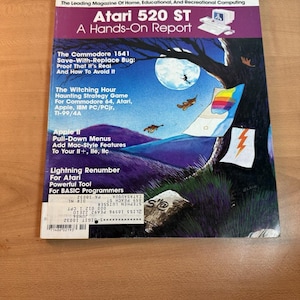 The Leading Magazine Of Home, Educational, And Recreational Computing
Atari 520 ST
A Hands-On Report
The Commodore 1541
Save-With-Replace Bug:
Proof That It's Real
And How To Avoid It
The Witching Hour
Haunting Strategy Game
For Commodore 64, Atari,
Apple, IBM PC/PCjr,
TI-99/4A
Apple II
Pull-Down Menus
Add Mac-Style Features
To Your II+, IIe, IIc
Lightning Renumber
For Atari
Powerful Tool
For BASIC Programmers